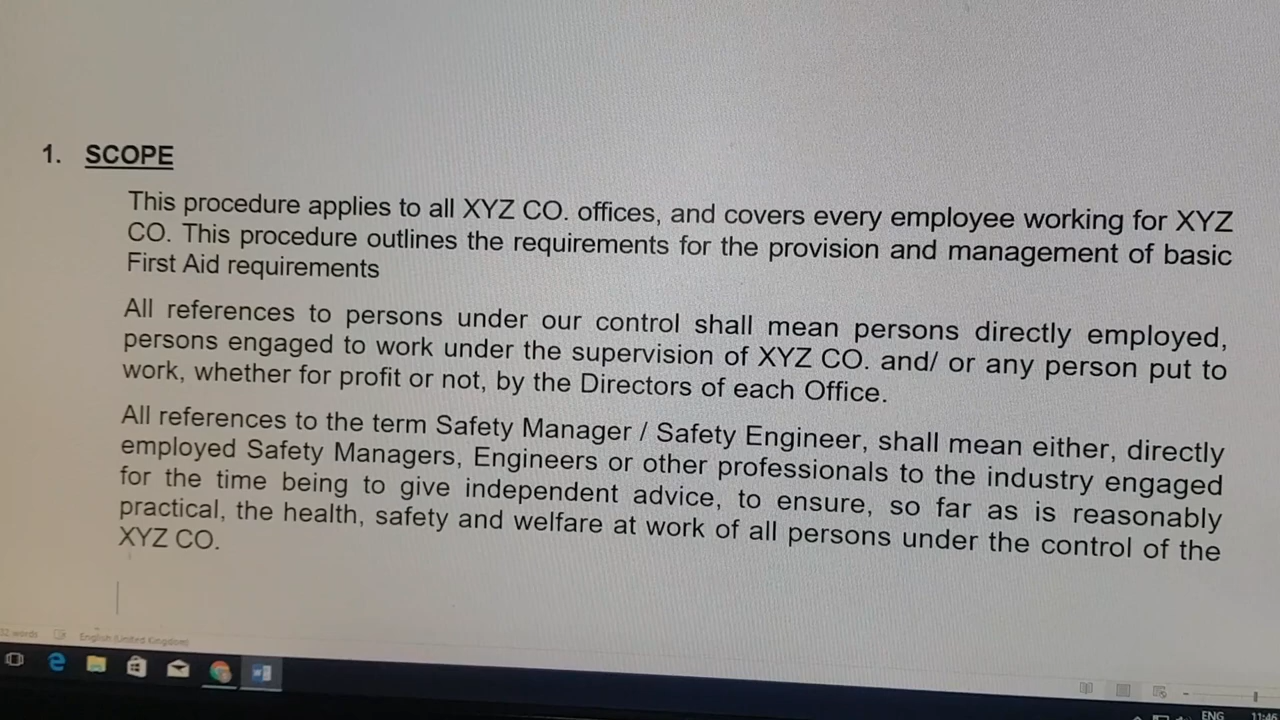 1. SCOPE
This procedure applies to all XYZ CO. offices, and covers every employee working for XYZ
CO. This procedure outlines the requirements for the provision and management of basic
First Aid requirements
All references to persons under our control shall mean persons directly employed,
persons engaged to work under the supervision of XYZ CO. and/ or any person put to
work, whether for profit or not, by the Directors of each Office.
All references to the term Safety Manager / Safety Engineer, shall mean either, directly
employed Safety Managers, Engineers or other professionals to the industry engaged
for the time being to give independent advice, to ensure, so far as is reasonably
practical, the health, safety and welfare at work of all persons under the control of the
XYZ CO.
words English (United Kingdom)
ENG